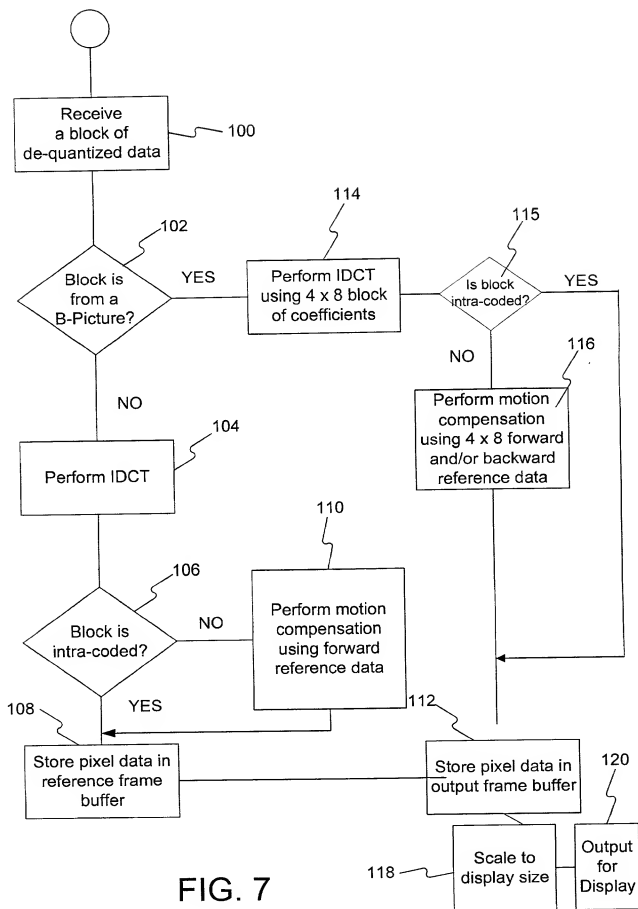 Receive
a block of
de-quantized data
100
102
Block is
from a
B-Picture?
YES
114
Perform IDCT
using 4 x 8 block
of coefficients
115
Is block
intra-coded?
YES
NO
116
Perform motion
compensation
using 4 x 8 forward
and/or backward
reference data
NO
104
Perform IDCT
106
Block is
intra-coded?
NO
110
Perform motion
compensation
using forward
reference data
YES
108
Store pixel data in
reference frame
buffer
112
Store pixel data in
output frame buffer
120
118
Scale to
display size
Output
for
Display
FIG. 7